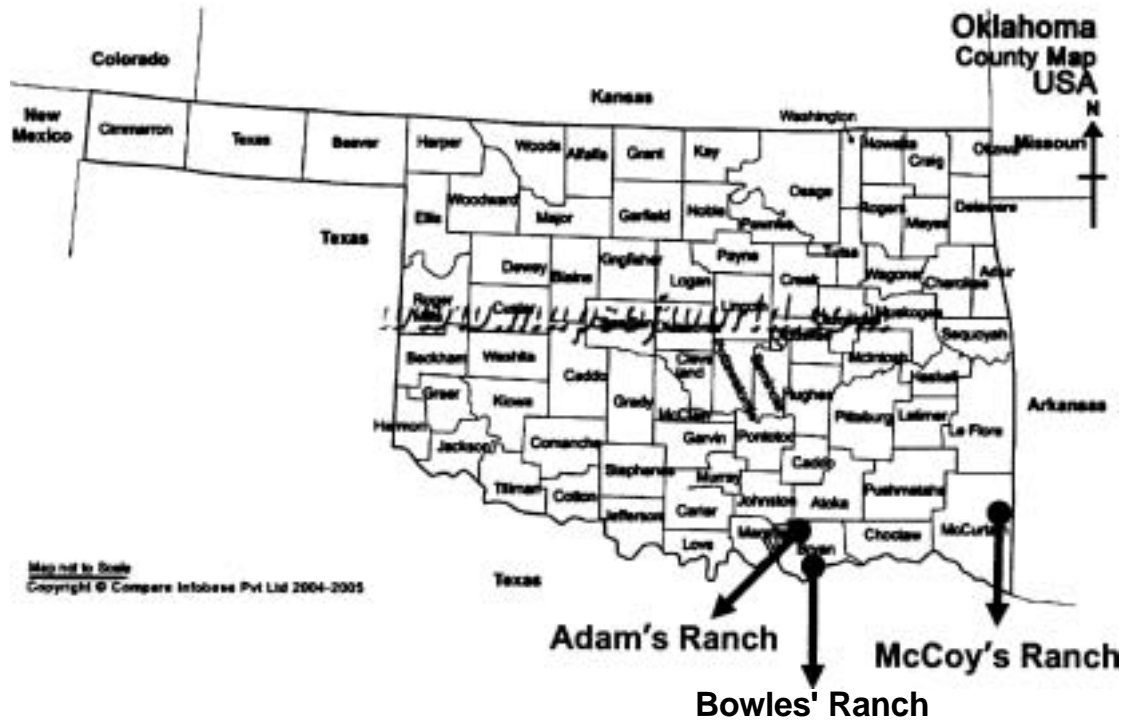 Oklahoma
County Map
USA
N
Colorado
Kansas
New
Mexico
Missouri
Washington
Cimmarron
Texas
Beaver
Harper
Woods
Alfalfa
Grant
Kay
Nowata
Craig
Osage
Woodward
Ellis
Major
Garfield
Noble
Pawnee
Rogers
Mayes
Delaware
Texas
Dewey
Blaine
Kingfisher
Logan
Payne
Creek
Tulsa
Wagoner
Cherokee
Adair
Roger
Custer
Lincoln
Muskogee
Sequoyah
Beckham
Washita
Caddo
Cleve
land
McIntosh
Haskell
Greer
Kiowa
Grady
McClain
Hughes
Pittsburg
Latimer
Le Flore
Arkansas
Harmon
Jackson
Comanche
Garvin
Pontotoc
Stephens
Murray
Caddo
Pushmataha
Tillman
Cotton
Jefferson
Carter
Johnston
Atoka
Love
Bryan
Choctaw
McCurtain
Map not to Scale
Copyright © Compare Infobase Pvt Ltd 2004-2005
Texas
Adam's Ranch
McCoy's Ranch
Bowles' Ranch